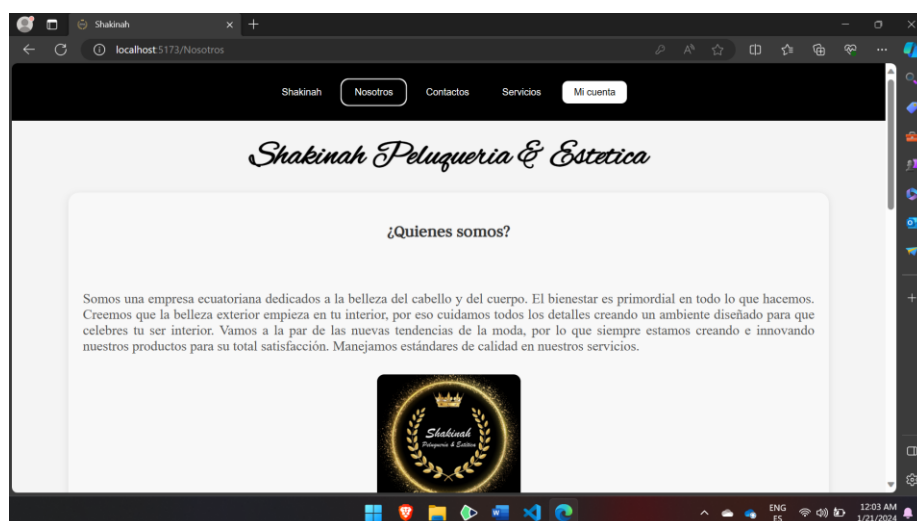 Shakinah
localhost:5173/Nosotros
Shakinah Nosotros Contactos Servicios Mi cuenta
Shakinah Peluqueria & Estetica
¿Quienes somos?
Somos una empresa ecuatoriana dedicados a la belleza del cabello y del cuerpo. El bienestar es primordial en todo lo que hacemos.
Creemos que la belleza exterior empieza en tu interior, por eso cuidamos todos los detalles creando un ambiente diseñado para que
celebres tu ser interior. Vamos a la par de las nuevas tendencias de la moda, por lo que siempre estamos creando e innovando
nuestros productos para su total satisfacción. Manejamos estándares de calidad en nuestros servicios.
Shakinah
Peluqueria & Estética
ENG
ES
12:03 AM
1/21/2024